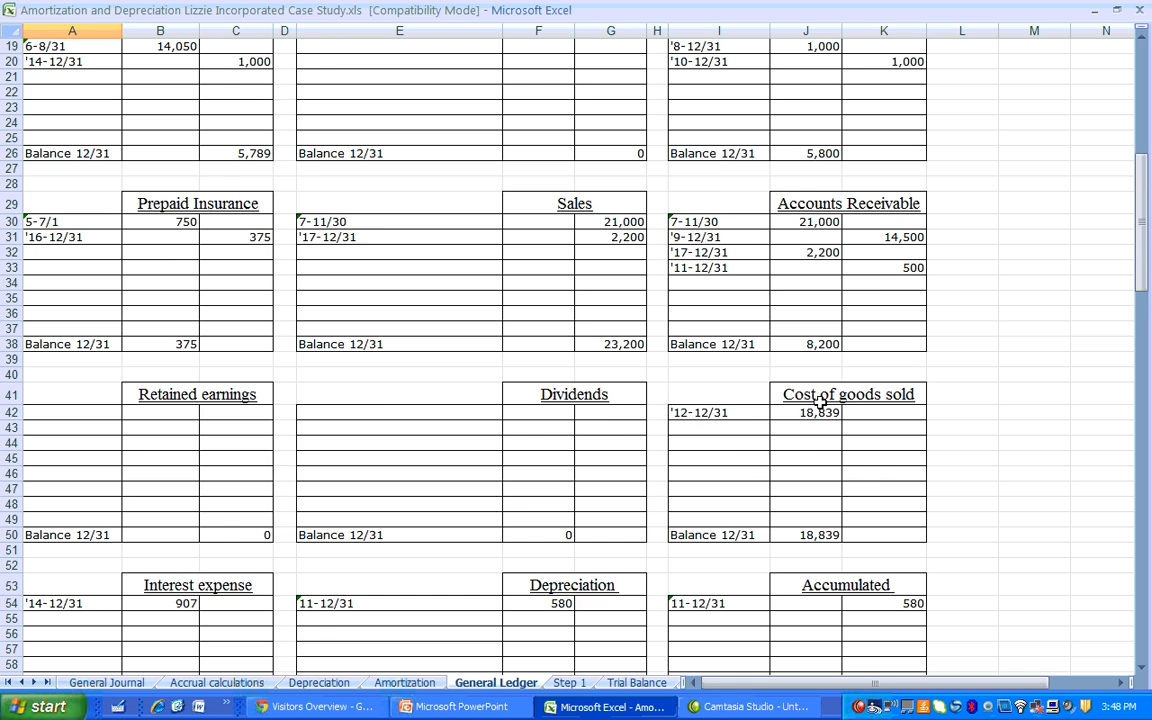 Amortization and Depreciation Lizzie Incorporated Case Study.xls [Compatibility Mode] - Microsoft Excel
A B C D E F G H I J K L M N
19 6-8/31 14,050 '8-12/31 1,000
20 '14-12/31 1,000 '10-12/31 1,000
21
22
23
24
25
26 Balance 12/31 5,789 Balance 12/31 0 Balance 12/31 5,800
27
28
29 Prepaid Insurance Sales Accounts Receivable
30 5-7/1 750 7-11/30 21,000 7-11/30 21,000
31 '16-12/31 375 '17-12/31 2,200 '9-12/31 14,500
32 '17-12/31 2,200
33 '11-12/31 500
34
35
36
37
38 Balance 12/31 375 Balance 12/31 23,200 Balance 12/31 8,200
39
40
41 Retained earnings Dividends Cost of goods sold
42 '12-12/31 18,839
43
44
45
46
47
48
49
50 Balance 12/31 0 Balance 12/31 0 Balance 12/31 18,839
51
52
53 Interest expense Depreciation Accumulated
54 '14-12/31 907 11-12/31 580 11-12/31 580
55
56
57
58
General Journal Accrual calculations Depreciation Amortization General Ledger Step 1 Trial Balance
start Visitors Overview - G... Microsoft PowerPoint Microsoft Excel - Amo... Camtasia Studio - Unt... 3:48 PM